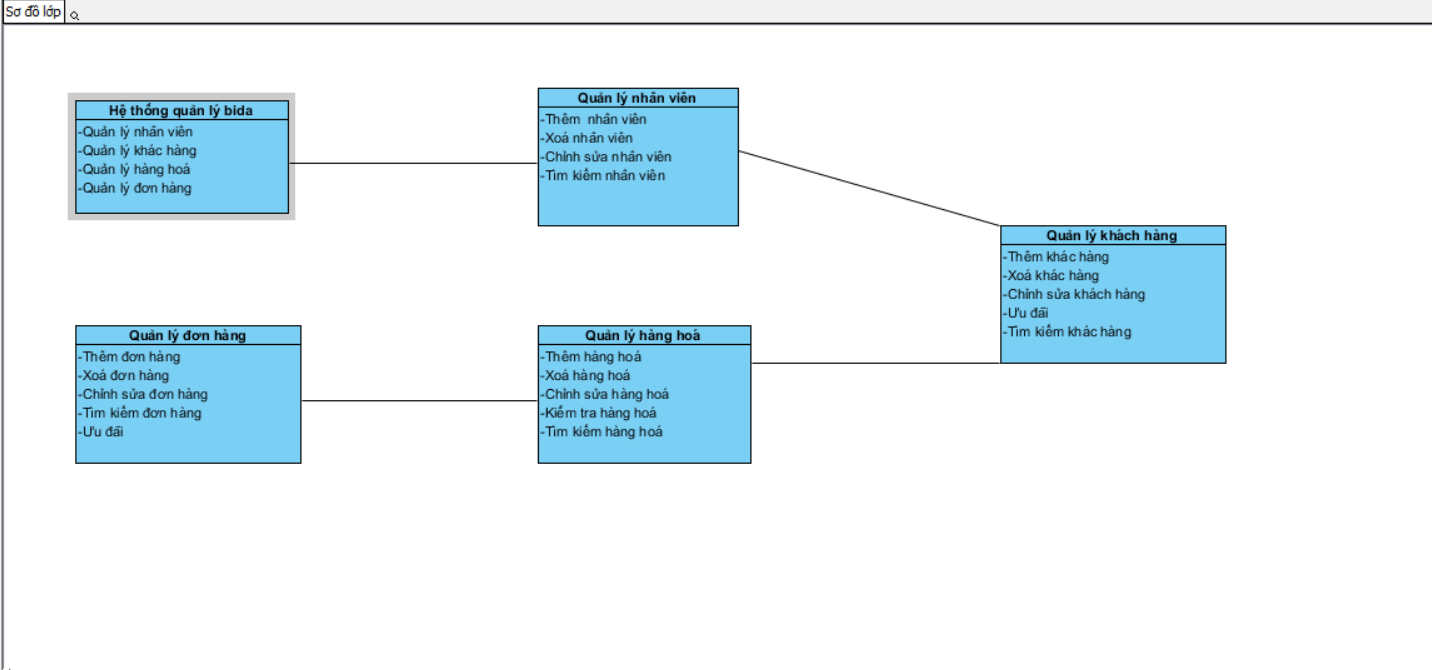 Sơ đồ lớp
Hệ thống quản lý bida
-Quản lý nhân viên
-Quản lý khác hàng
-Quản lý hàng hoá
-Quản lý đơn hàng
Quản lý nhân viên
-Thêm nhân viên
-Xoá nhân viên
-Chỉnh sửa nhân viên
-Tìm kiếm nhân viên
Quản lý khách hàng
-Thêm khác hàng
-Xoá khác hàng
-Chỉnh sửa khách hàng
-Ưu đãi
-Tìm kiếm khác hàng
Quản lý đơn hàng
-Thêm đơn hàng
-Xoá đơn hàng
-Chỉnh sửa đơn hàng
-Tìm kiếm đơn hàng
-Ưu đãi
Quản lý hàng hoá
-Thêm hàng hoá
-Xoá hàng hoá
-Chỉnh sửa hàng hoá
-Kiểm tra hàng hoá
-Tìm kiếm hàng hoá